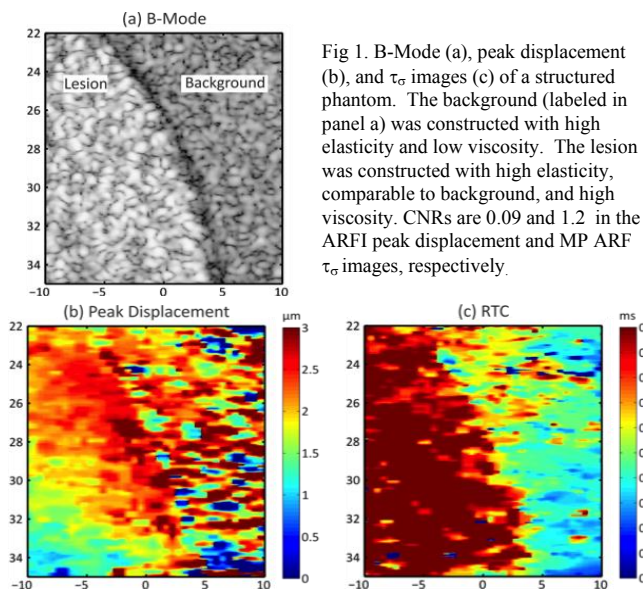 (a) B-Mode
22
24
26
28
30
32
34
Lesion
Background
−10
−5
0
5
10
Fig 1. B-Mode (a), peak displacement
(b), and τσ images (c) of a structured
phantom. The background (labeled in
panel a) was constructed with high
elasticity and low viscosity. The lesion
was constructed with high elasticity,
comparable to background, and high
viscosity. CNRs are 0.09 and 1.2 in the
ARFI peak displacement and MP ARF
τσ images, respectively.
(b) Peak Displacement
μm
22
24
26
28
30
32
34
−10
−5
0
5
10
3
2.5
2
1.5
1
0.5
0
(c) RTC
ms
22
24
26
28
30
32
34
−10
−5
0
5
10